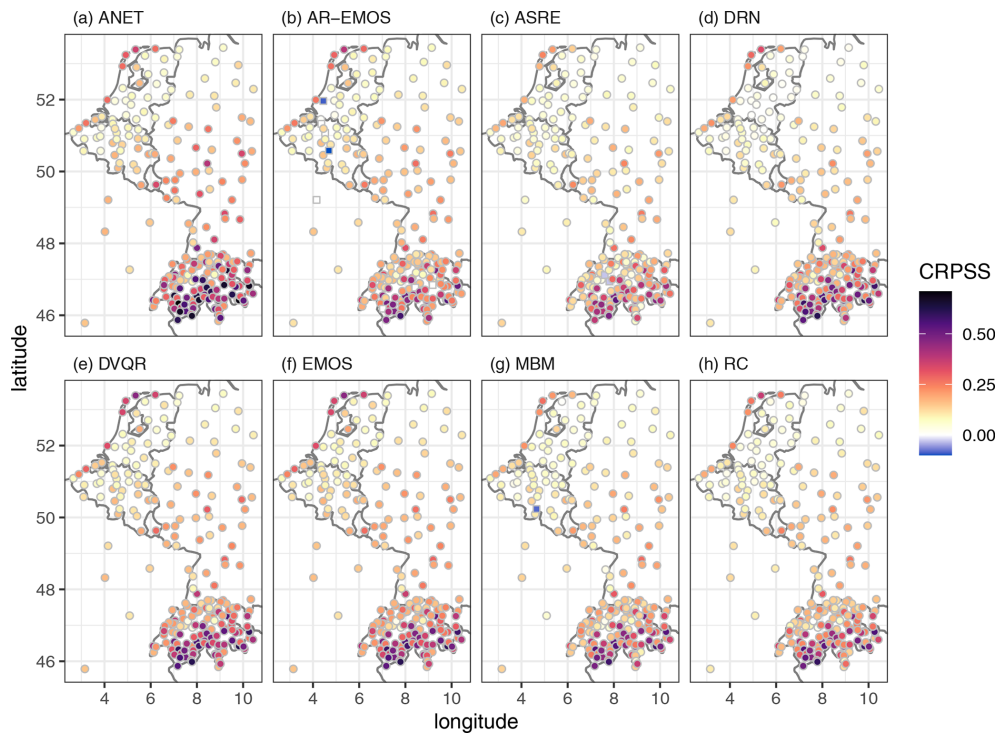 (a) ANET
(b) AR−EMOS
(c) ASRE
(d) DRN
52
50
48
46
CRPSS
0.50
0.25
0.00
latitude
(e) DVQR
(f) EMOS
(g) MBM
(h) RC
52
50
48
46
4 6 8 10
4 6 8 10
4 6 8 10
4 6 8 10
longitude